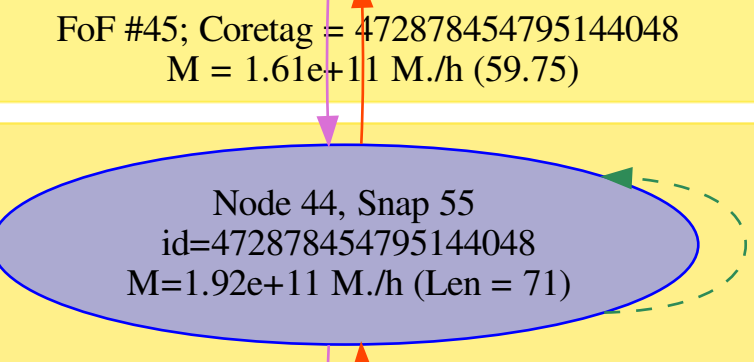 FoF #45; Coretag = 472878454795144048
M = 1.61e+11 M./h (59.75)
Node 44, Snap 55
id=472878454795144048
M=1.92e+11 M./h (Len = 71)